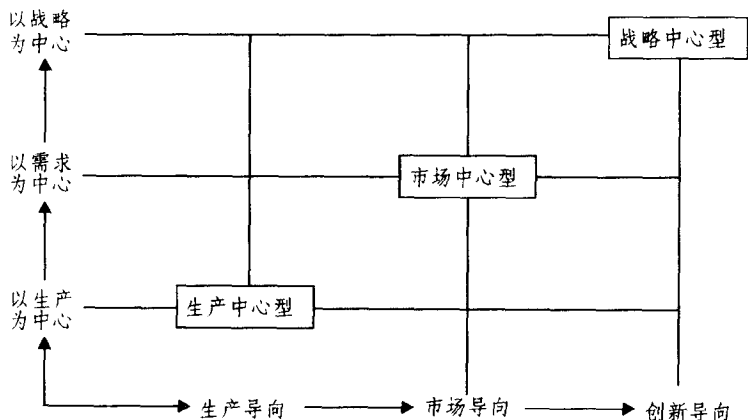 以战略
为中心
战略中心型
以需求
为中心
市场中心型
以生产
为中心
生产中心型
生产导向
市场导向
创新导向